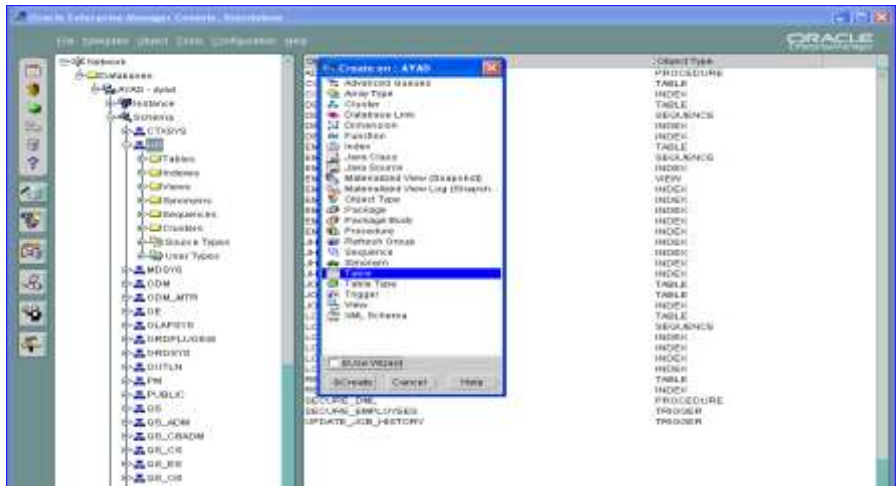 Oracle Enterprise Manager Console, Standalone
File Navigator Object Tools Configuration Help
ORACLE
Network
Databases
AYAD - ayad
Instance
Schema
CTXSYS
HR
Tables
Indexes
Views
Synonyms
Sequences
Clusters
Source Types
User Types
MDSYS
ODM
ODM_MTR
OE
OLAPSYS
ORDPLUGINS
ORDSYS
OUTLN
PM
PUBLIC
QS
QS_ADM
QS_CBADM
QS_CS
QS_ES
QS_OS
Create on : AYAD
Advanced Queues
Array Type
Cluster
Database Link
Dimension
Function
Index
Java Class
Java Source
Materialized View (Snapshot)
Materialized View Log (Snapsh
Object Type
Package
Package Body
Procedure
Refresh Group
Sequence
Synonym
Table
Table Type
Trigger
View
XML Schema
&Use Wizard
&Create
Cancel
Help
Object Type
PROCEDURE
TABLE
INDEX
TABLE
SEQUENCE
INDEX
INDEX
TABLE
SEQUENCE
INDEX
VIEW
INDEX
INDEX
INDEX
INDEX
INDEX
INDEX
INDEX
INDEX
INDEX
TABLE
INDEX
TABLE
SEQUENCE
INDEX
INDEX
INDEX
INDEX
TABLE
INDEX
SECURE_DML PROCEDURE
SECURE_EMPLOYEES TRIGGER
UPDATE_JOB_HISTORY TRIGGER